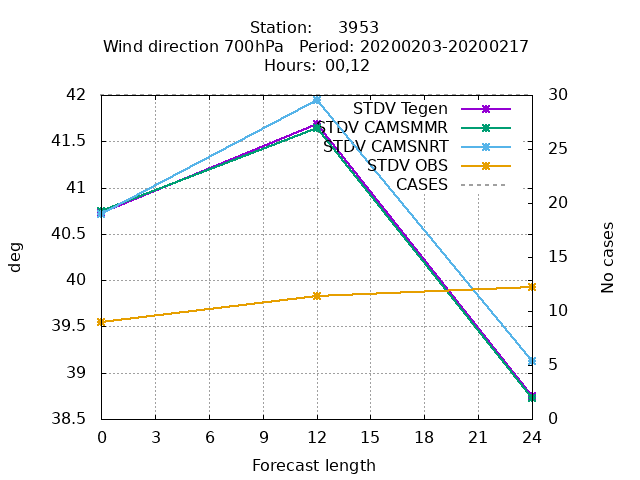 Station: 3953
Wind direction 700hPa Period: 20200203-20200217
Hours: 00,12
42
41.5
41
40.5
40
39.5
39
38.5
30
25
20
15
10
5
0
STDV Tegen
STDV CAMSMMR
STDV CAMSNRT
STDV OBS
CASES
deg
No cases
0 3 6 9 12 15 18 21 24
Forecast length